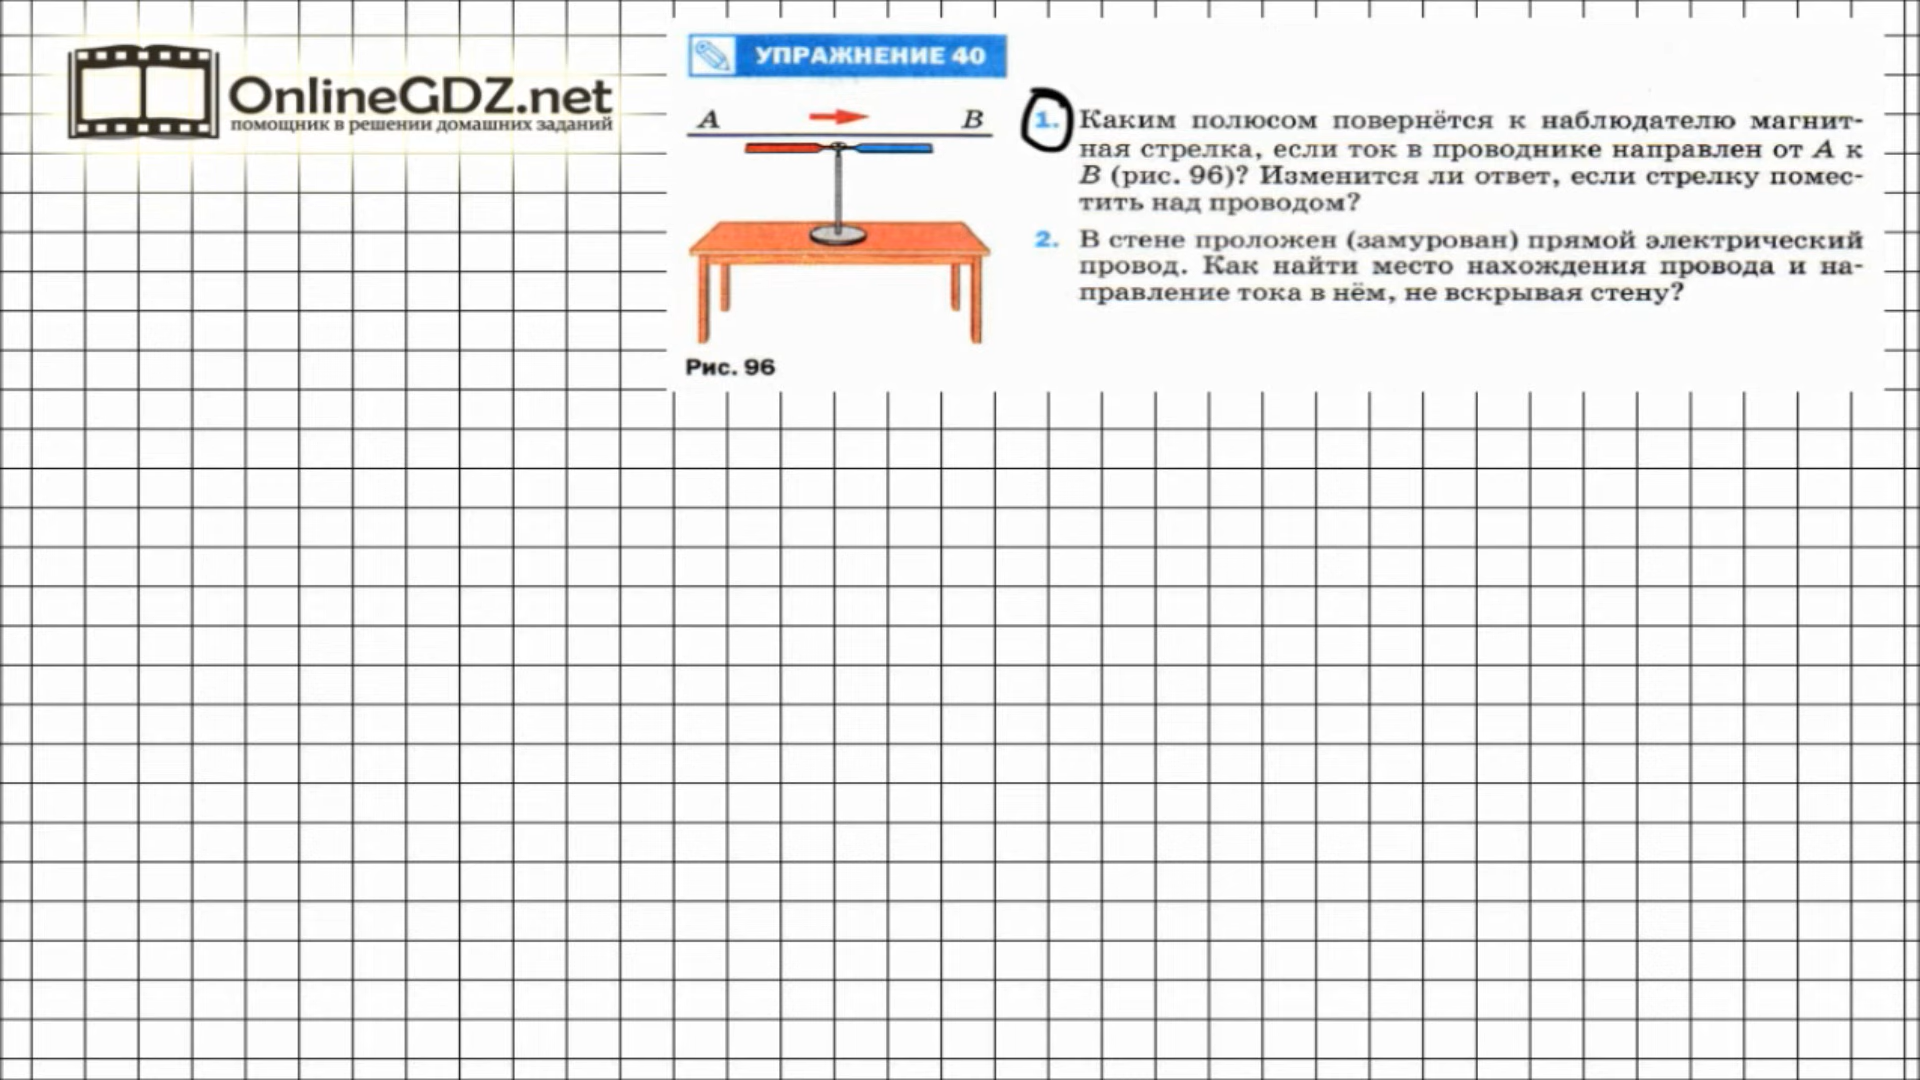 OnlineGDZ.net
помощник в решении домашних заданий
УПРАЖНЕНИЕ 40
A B
Рис. 96
1. Каким полюсом повернётся к наблюдателю магнит-
ная стрелка, если ток в проводнике направлен от A к
B (рис. 96)? Изменится ли ответ, если стрелку помес-
тить над проводом?
2. В стене проложен (замурован) прямой электрический
провод. Как найти место нахождения провода и на-
правление тока в нём, не вскрывая стену?